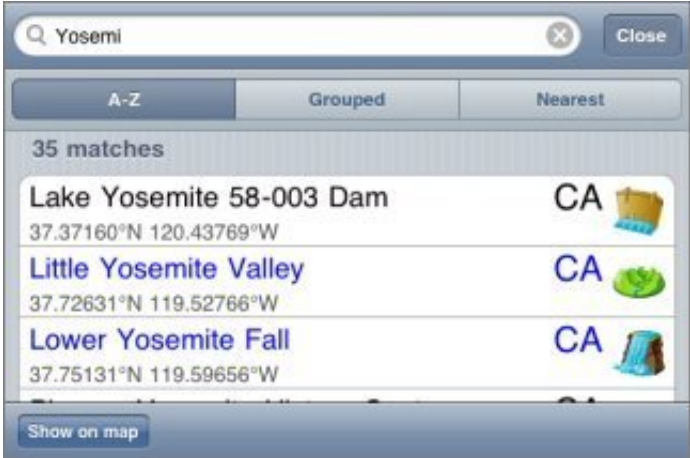 Yosemi
Close
A-Z Grouped Nearest
35 matches
Lake Yosemite 58-003 Dam CA
37.37160°N 120.43769°W
Little Yosemite Valley CA
37.72631°N 119.52766°W
Lower Yosemite Fall CA
37.75131°N 119.59656°W
Show on map